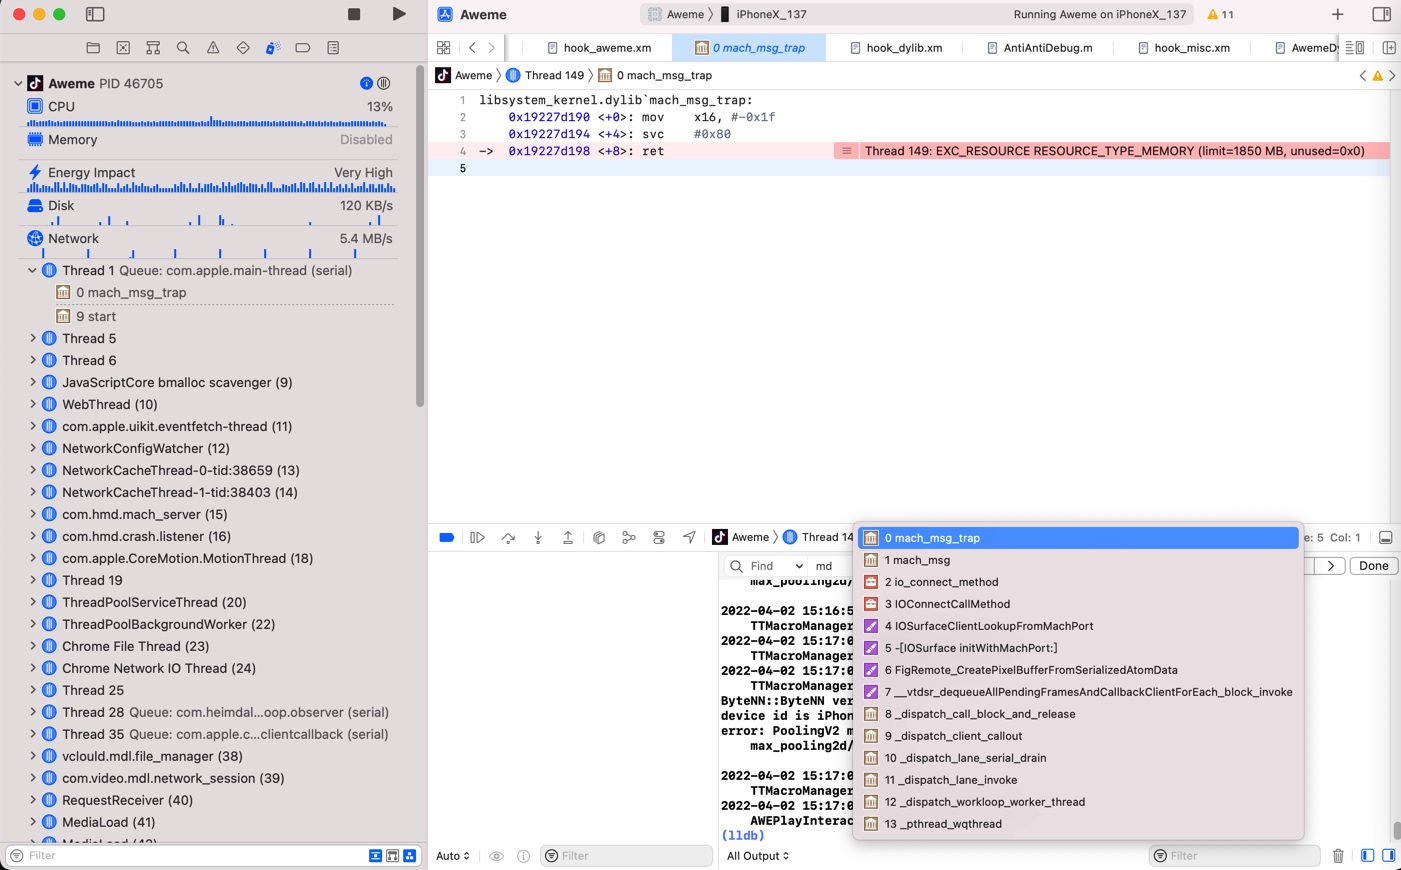 Aweme
Aweme 〉 iPhoneX_137
Running Aweme on iPhoneX_137
11
hook_aweme.xm
0 mach_msg_trap
hook_dylib.xm
AntiAntiDebug.m
hook_misc.xm
AwemeDy
Aweme 〉 Thread 149 〉 0 mach_msg_trap
Aweme PID 46705
CPU 13%
Memory Disabled
Energy Impact Very High
Disk 120 KB/s
Network 5.4 MB/s
Thread 1 Queue: com.apple.main-thread (serial)
0 mach_msg_trap
9 start
Thread 5
Thread 6
JavaScriptCore bmalloc scavenger (9)
WebThread (10)
com.apple.uikit.eventfetch-thread (11)
NetworkConfigWatcher (12)
NetworkCacheThread-0-tid:38659 (13)
NetworkCacheThread-1-tid:38403 (14)
com.hmd.mach_server (15)
com.hmd.crash.listener (16)
com.apple.CoreMotion.MotionThread (18)
Thread 19
ThreadPoolServiceThread (20)
ThreadPoolBackgroundWorker (22)
Chrome File Thread (23)
Chrome Network IO Thread (24)
Thread 25
Thread 28 Queue: com.heimdal...oop.observer (serial)
Thread 35 Queue: com.apple.c...clientcallback (serial)
vclould.mdl.file_manager (38)
com.video.mdl.network_session (39)
RequestReceiver (40)
MediaLoad (41)
Filter
1 libsystem_kernel.dylib`mach_msg_trap:
2 0x19227d190 <+0>: mov x16, #-0x1f
3 0x19227d194 <+4>: svc #0x80
4 -> 0x19227d198 <+8>: ret
Thread 149: EXC_RESOURCE RESOURCE_TYPE_MEMORY (limit=1850 MB, unused=0x0)
5
Aweme 〉 Thread 14
e: 5 Col: 1
Find md
Done
max_pooling2d/
2022-04-02 15:16:5
TTMacroManager
2022-04-02 15:17:0
TTMacroManager
2022-04-02 15:17:0
TTMacroManager
ByteNN::ByteNN ver
device id is iPhon
error: PoolingV2 m
max_pooling2d/
2022-04-02 15:17:0
TTMacroManager
2022-04-02 15:17:0
AWEPlayInterac
(lldb)
0 mach_msg_trap
1 mach_msg
2 io_connect_method
3 IOConnectCallMethod
4 IOSurfaceClientLookupFromMachPort
5 -[IOSurface initWithMachPort:]
6 FigRemote_CreatePixelBufferFromSerializedAtomData
7 __vtdsr_dequeueAllPendingFramesAndCallbackClientForEach_block_invoke
8 _dispatch_call_block_and_release
9 _dispatch_client_callout
10 _dispatch_lane_serial_drain
11 _dispatch_lane_invoke
12 _dispatch_workloop_worker_thread
13 _pthread_wqthread
Auto
Filter
All Output
Filter